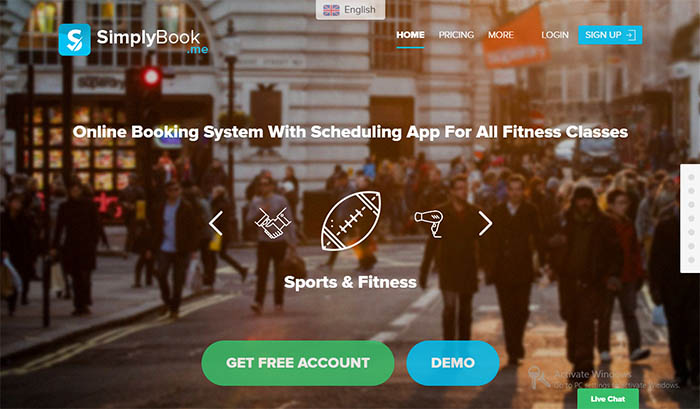 English
SimplyBook
.me
HOME PRICING MORE LOGIN SIGN UP
Online Booking System With Scheduling App For All Fitness Classes
Sports & Fitness
GET FREE ACCOUNT DEMO
Activate Windows
Go to PC settings to activate Windows.
Live Chat